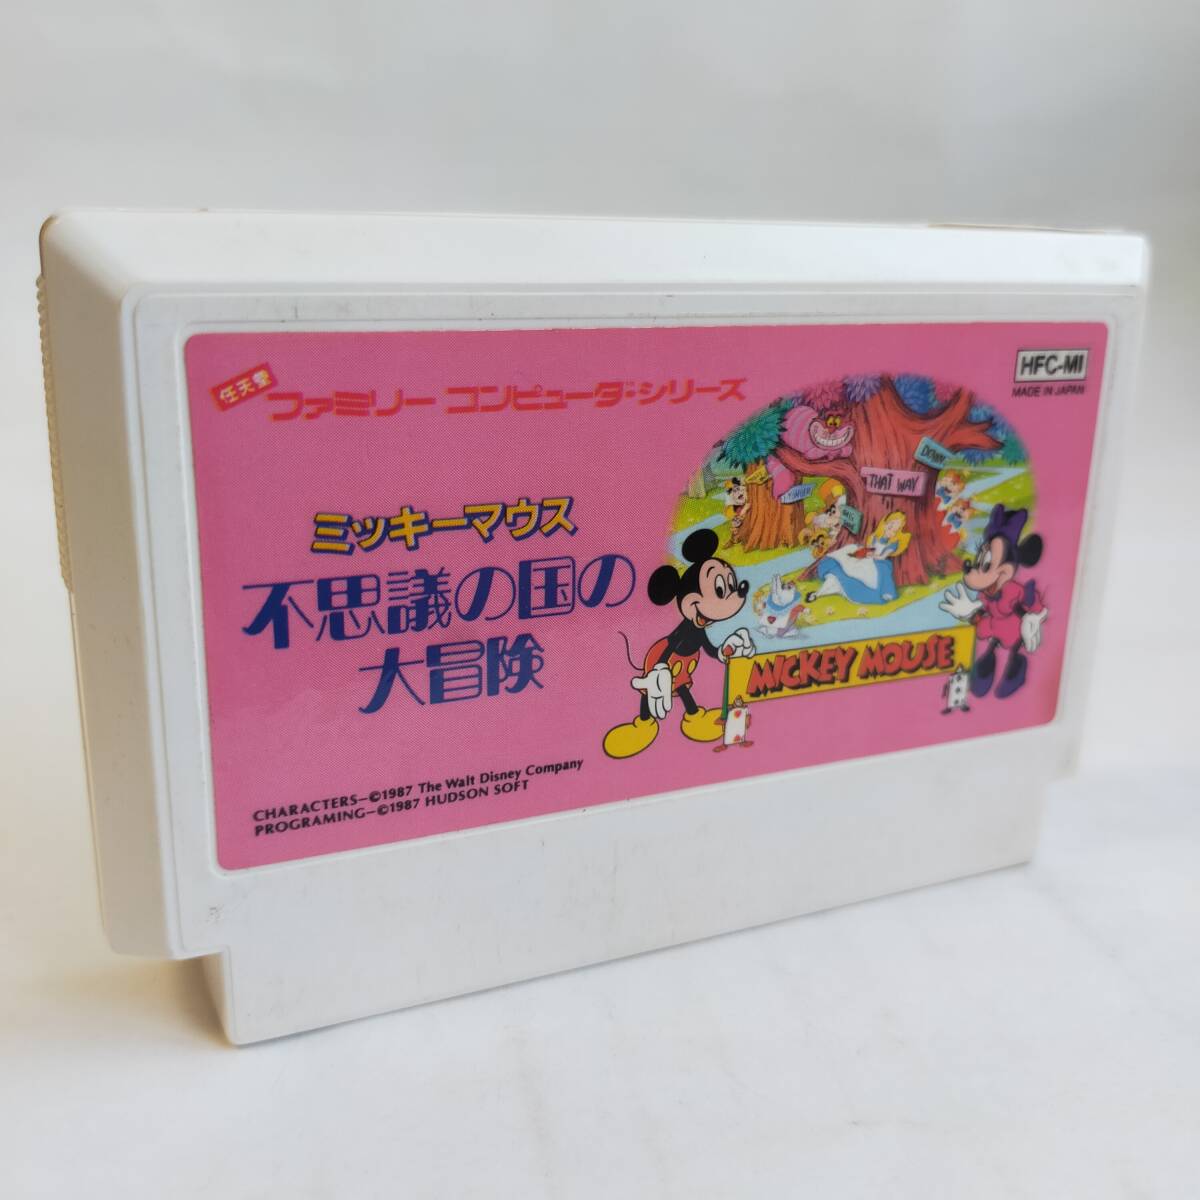 任天堂
ファミリー コンピュータ・シリーズ
HFC-MI
MADE IN JAPAN
ミッキーマウス
不思議の国の
大冒険
DOWN
THAT WAY
YONDER
MICKEY MOUSE
CHARACTERS—©1987 The Walt Disney Company
PROGRAMING—©1987 HUDSON SOFT